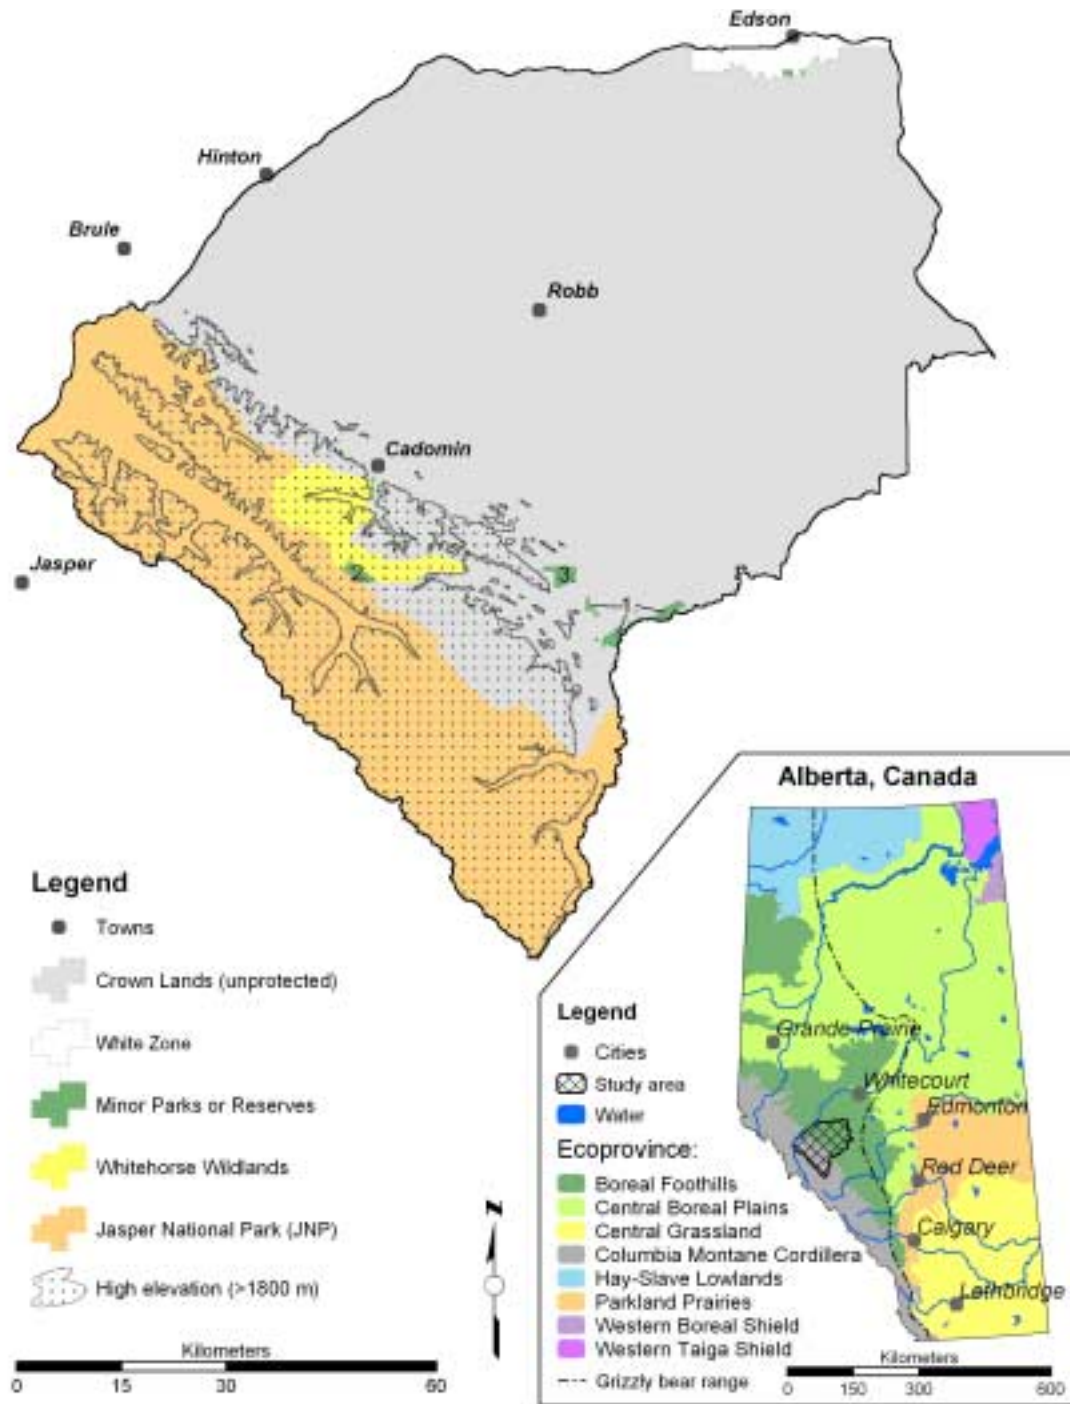 Edson
Hinton
Brule
Robb
Cadomin
Jasper
2
3
1
Legend
Towns
Crown Lands (unprotected)
White Zone
Minor Parks or Reserves
Whitehorse Wildlands
Jasper National Park (JNP)
High elevation (>1800 m)
Kilometers
0 15 30 60
N
Alberta, Canada
Grande Prairie
Whitecourt
Edmonton
Red Deer
Calgary
Lethbridge
Legend
Cities
Study area
Water
Ecoprovince:
Boreal Foothills
Central Boreal Plains
Central Grassland
Columbia Montane Cordillera
Hay-Slave Lowlands
Parkland Prairies
Western Boreal Shield
Western Taiga Shield
Grizzly bear range
Kilometers
0 150 300 600